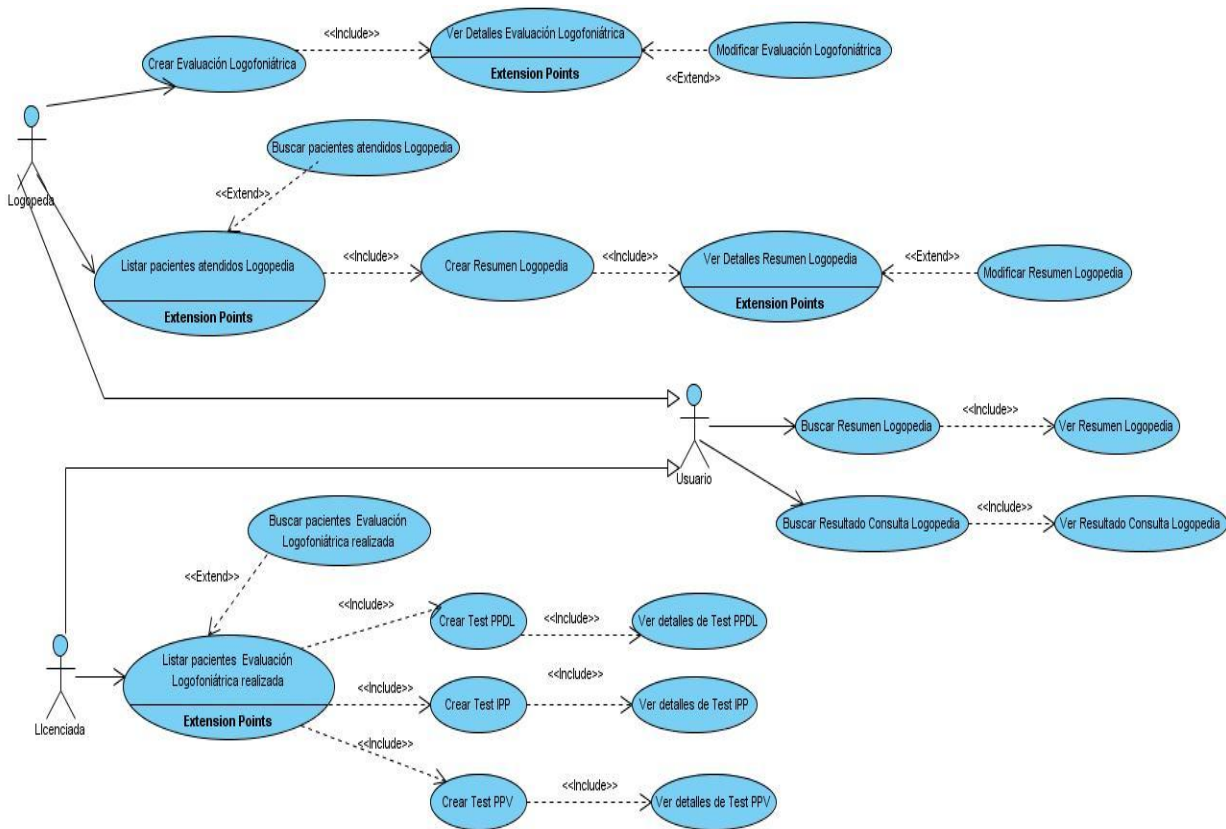 <<Include>>
Ver Detalles Evaluación Logofoniátrica
Crear Evaluación Logofoniátrica
Extension Points
Modificar Evaluación Logofoniátrica
<<Extend>>
Logopeda
Buscar pacientes atendidos Logopedia
<<Extend>>
Listar pacientes atendidos Logopedia
Extension Points
<<Include>>
Crear Resumen Logopedia
<<Include>>
Ver Detalles Resumen Logopedia
Extension Points
<<Extend>>
Modificar Resumen Logopedia
Usuario
Buscar Resumen Logopedia
<<Include>>
Ver Resumen Logopedia
Buscar Resultado Consulta Logopedia
<<Include>>
Ver Resultado Consulta Logopedia
Buscar pacientes Evaluación
Logofoniátrica realizada
<<Extend>>
LIcenciada
Listar pacientes Evaluación
Logofoniátrica realizada
Extension Points
<<Include>>
Crear Test PPDL
<<Include>>
Ver detalles de Test PPDL
<<Include>>
Crear Test IPP
<<Include>>
Ver detalles de Test IPP
<<Include>>
Crear Test PPV
<<Include>>
Ver detalles de Test PPV